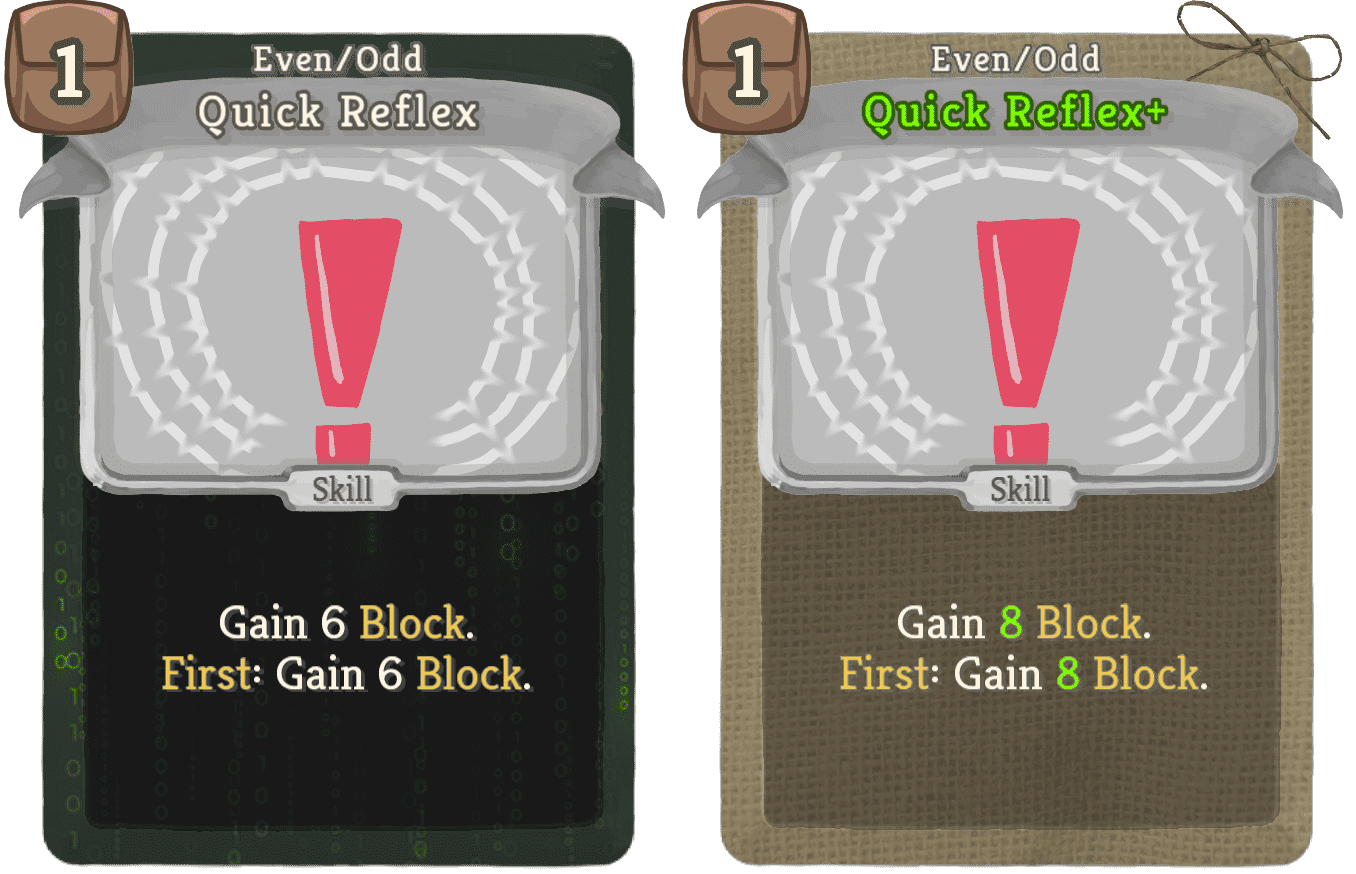 1
Even/Odd
Quick Reflex
Skill
Gain 6 Block.
First: Gain 6 Block.
1
Even/Odd
Quick Reflex+
Skill
Gain 8 Block.
First: Gain 8 Block.